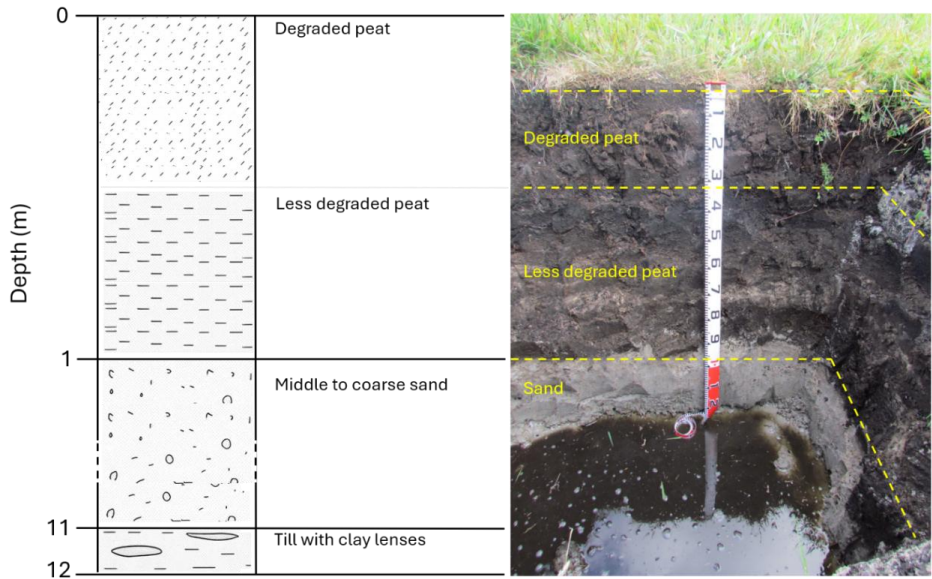 0
Degraded peat
Less degraded peat
Depth (m)
1
Middle to coarse sand
11
Till with clay lenses
12
Degraded peat
Less degraded peat
Sand
1
2
3
4
5
6
7
8
9